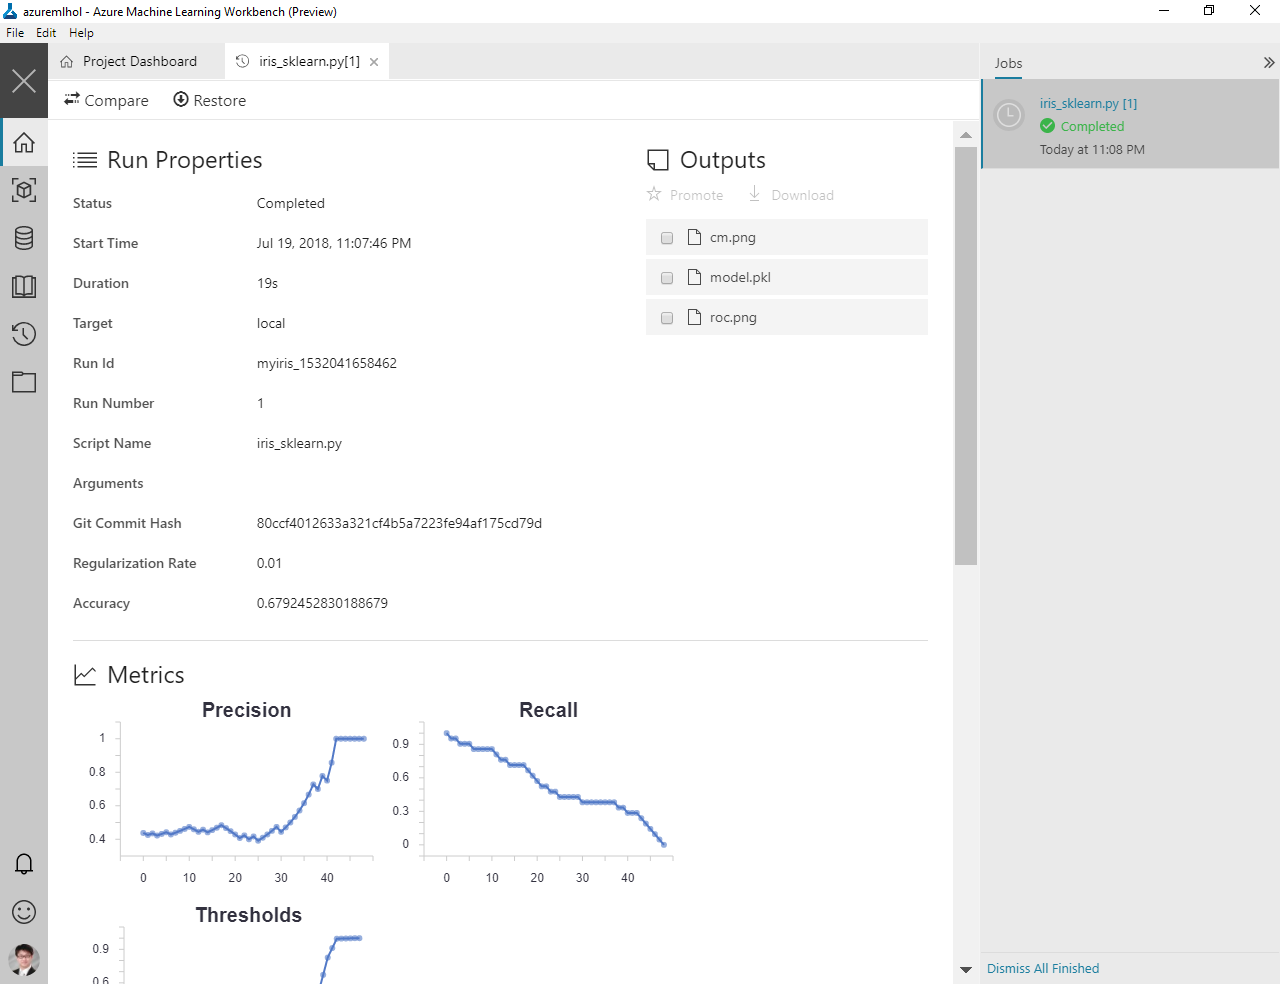 azuremlhol - Azure Machine Learning Workbench (Preview)
File Edit Help
Project Dashboard
iris_sklearn.py[1]
Jobs
Compare Restore
iris_sklearn.py [1]
Completed
Today at 11:08 PM
Run Properties
Status Completed
Start Time Jul 19, 2018, 11:07:46 PM
Duration 19s
Target local
Run Id myiris_1532041658462
Run Number 1
Script Name iris_sklearn.py
Arguments
Git Commit Hash 80ccf4012633a321cf4b5a7223fe94af175cd79d
Regularization Rate 0.01
Accuracy 0.6792452830188679
Outputs
Promote Download
cm.png
model.pkl
roc.png
Metrics
Precision
1
0.8
0.6
0.4
0 10 20 30 40
Recall
0.9
0.6
0.3
0
0 10 20 30 40
Thresholds
0.9
0.6
Dismiss All Finished